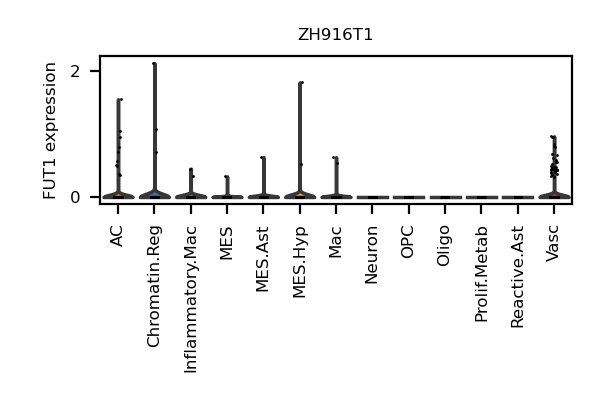 ZH916T1
FUT1 expression
2
0
AC
Chromatin.Reg
Inflammatory.Mac
MES
MES.Ast
MES.Hyp
Mac
Neuron
OPC
Oligo
Prolif.Metab
Reactive.Ast
Vasc